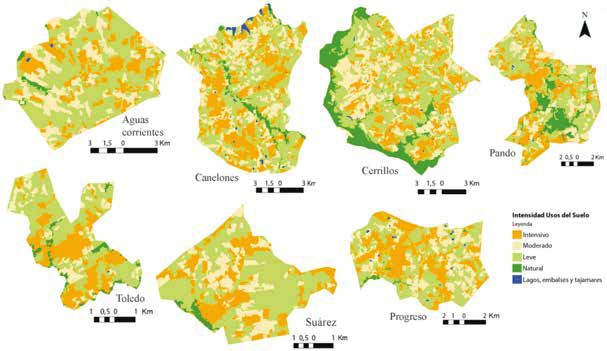 N
Aguas
corrientes
3 1,5 0 3 Km
Canelones
3 1,5 0 3 Km
Cerrillos
3 1,5 0 3 Km
Pando
2 0,5 0 2 Km
Toledo
1 0,5 0 1 Km
Suárez
1 0,5 0 1 Km
Progreso
2 1 0 2 Km
Intensidad Usos del Suelo
Leyenda
Intensivo
Moderado
Leve
Natural
Lagos, embalses y tajamares